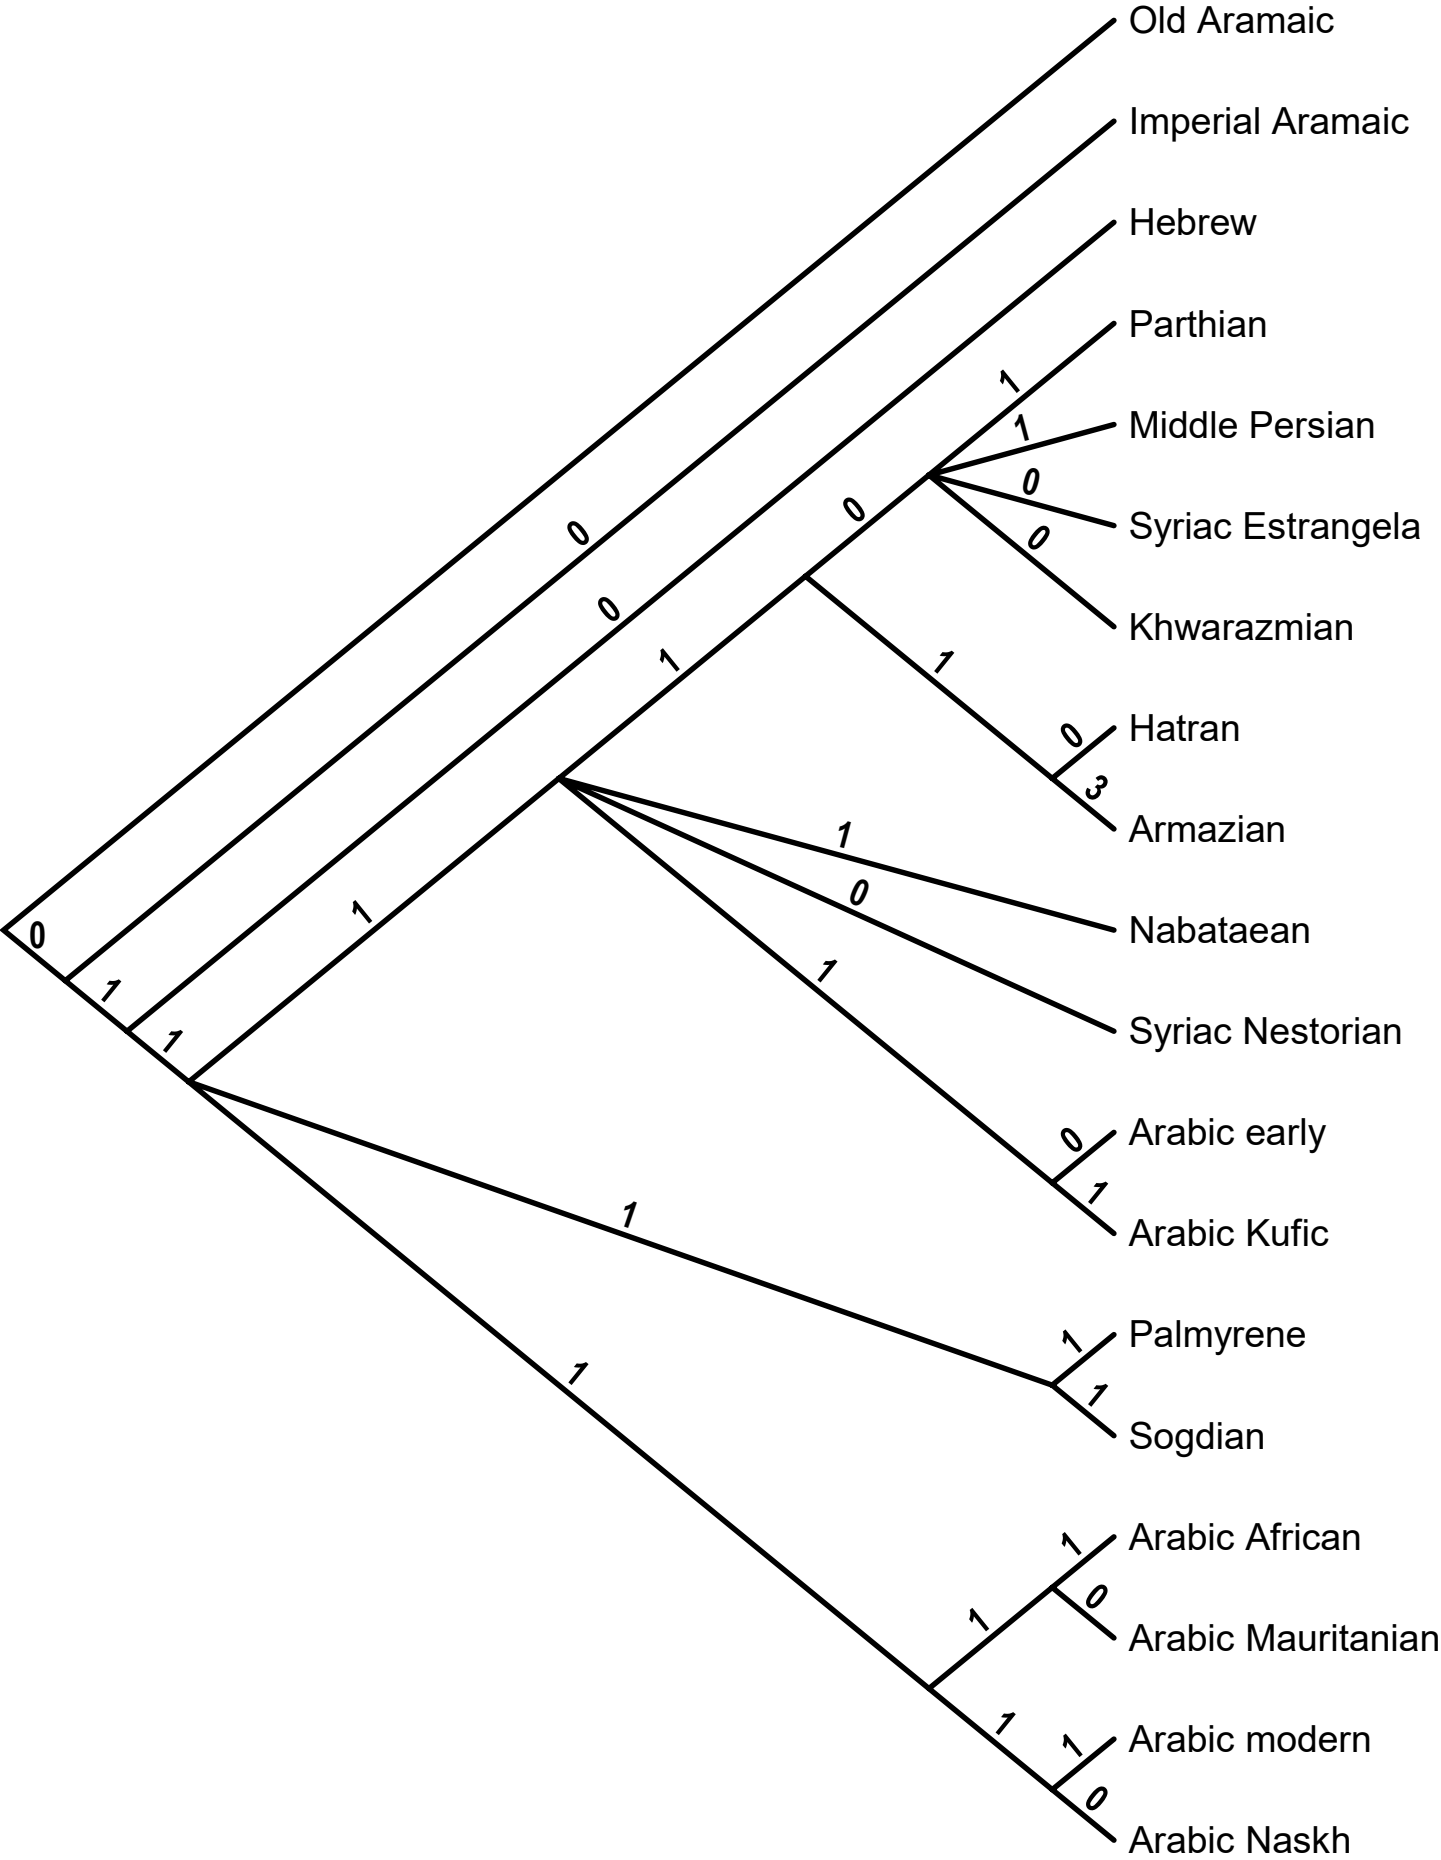 Old Aramaic
Imperial Aramaic
Hebrew
Parthian
1
Middle Persian
1
0
Syriac Estrangela
0
0
0
Khwarazmian
0
1
1
Hatran
0
3
Armazian
1
0
Nabataean
1
0
1
Syriac Nestorian
1
1
Arabic early
0
1
Arabic Kufic
1
Palmyrene
1
1
1
Sogdian
Arabic African
1
0
1
Arabic Mauritanian
1
Arabic modern
1
0
Arabic Naskh